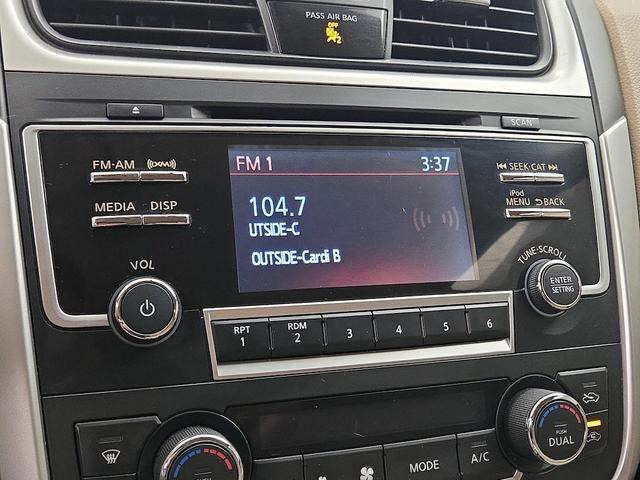 PASS AIR BAG
OFF
2
SCAN
FM·AM
MEDIA DISP
FM 1 3:37
104.7
UTSIDE-C
OUTSIDE-Cardi B
SEEK·CAT
iPod
MENU BACK
TUNE·SCROLL
ENTER
SETTING
VOL
RPT
1
RDM
2
3
4
5
6
PUSH
DUAL
MODE
A/C